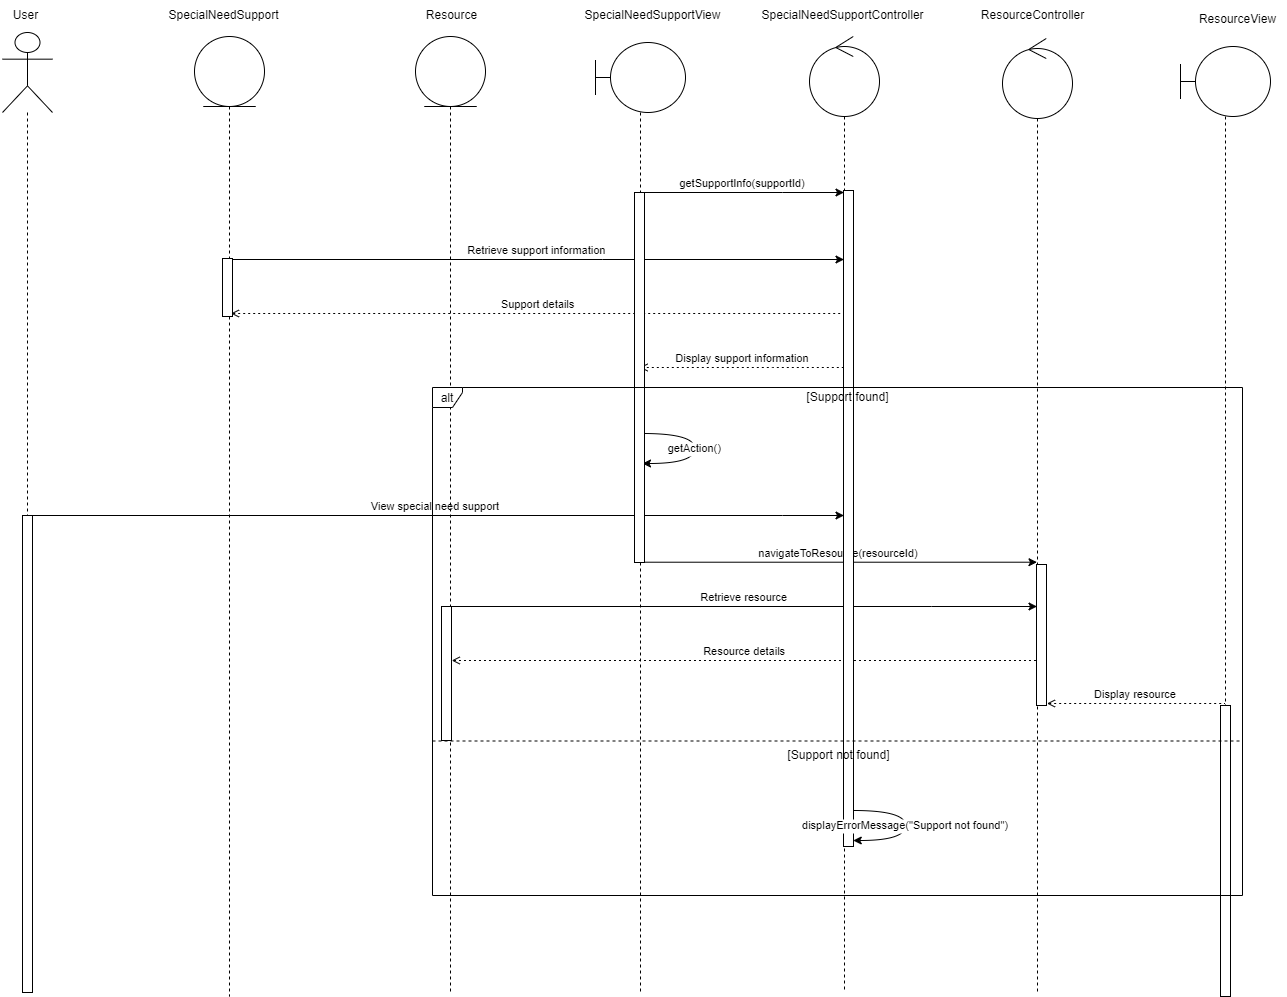 User
SpecialNeedSupport
Resource
SpecialNeedSupportView
SpecialNeedSupportController
ResourceController
ResourceView
getSupportInfo(supportId)
Retrieve support information
Support details
Display support information
alt
[Support found]
getAction()
View special need support
navigateToResource(resourceId)
Retrieve resource
Resource details
Display resource
[Support not found]
displayErrorMessage("Support not found")